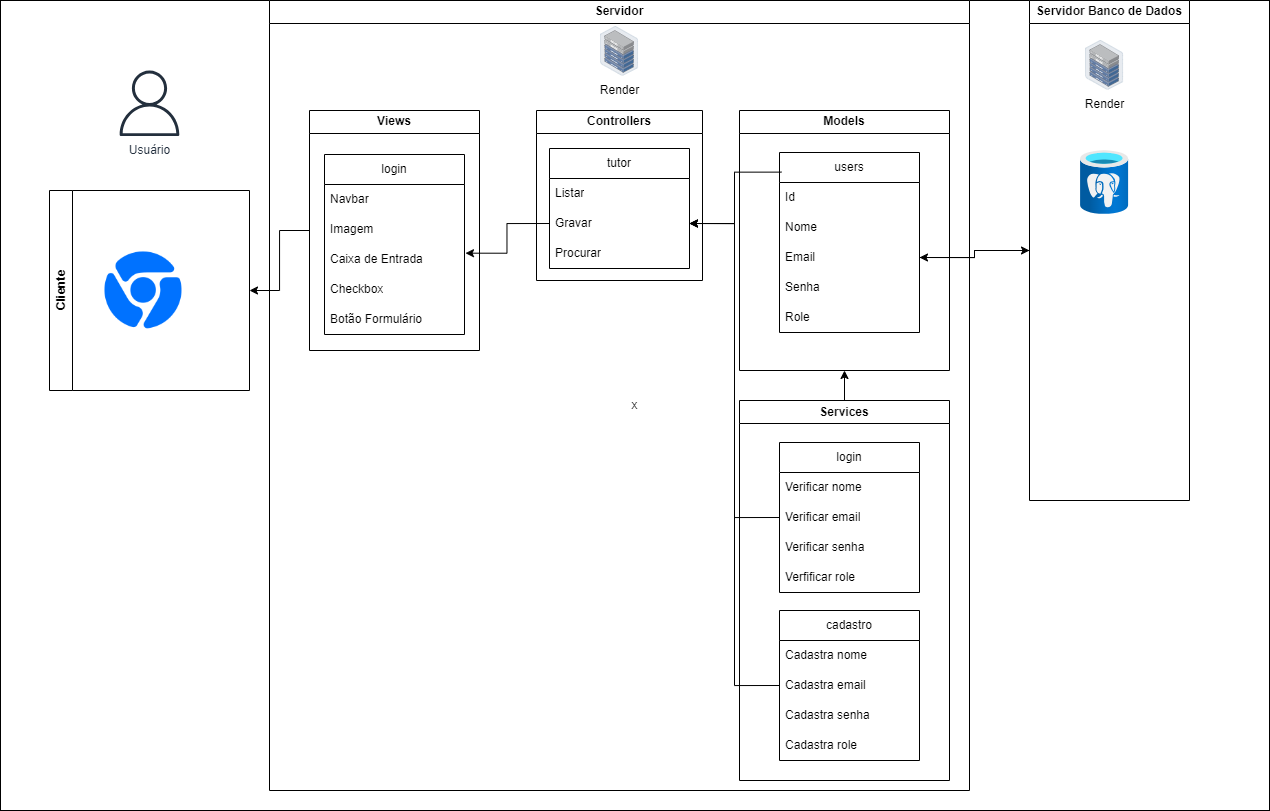 Servidor
Servidor Banco de Dados
Render
Render
Usuário
Cliente
Views
login
Navbar
Imagem
Caixa de Entrada
Checkbox
Botão Formulário
Controllers
tutor
Listar
Gravar
Procurar
Models
users
Id
Nome
Email
Senha
Role
x
Services
login
Verificar nome
Verificar email
Verificar senha
Verfificar role
cadastro
Cadastra nome
Cadastra email
Cadastra senha
Cadastra role